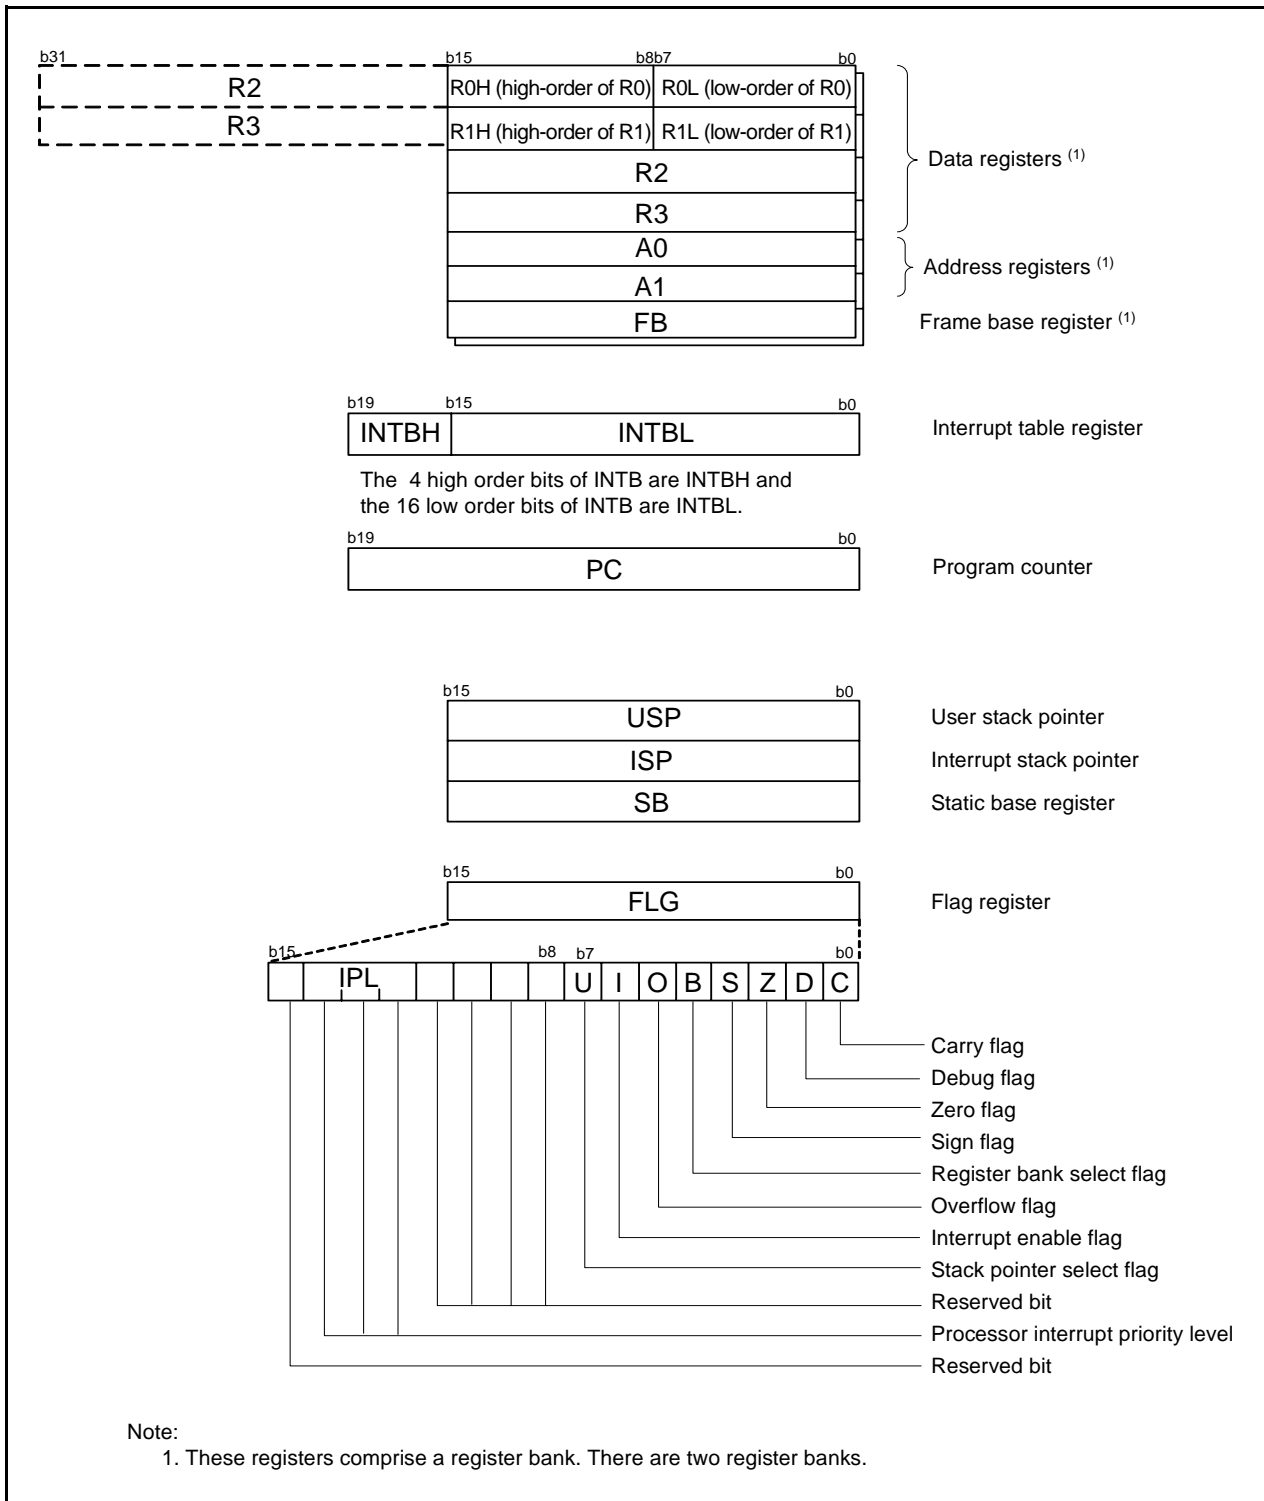 b31 b15 b8b7 b0
R2 R0H (high-order of R0) R0L (low-order of R0)
R3 R1H (high-order of R1) R1L (low-order of R1)
Data registers (1)
R2
R3
A0
Address registers (1)
A1
FB Frame base register (1)
b19 b15 b0
INTBH INTBL Interrupt table register
The 4 high order bits of INTB are INTBH and
the 16 low order bits of INTB are INTBL.
b19 b0
PC Program counter
b15 b0
USP User stack pointer
ISP Interrupt stack pointer
SB Static base register
b15 b0
FLG Flag register
b15 b8 b7 b0
IPL U I O B S Z D C
Carry flag
Debug flag
Zero flag
Sign flag
Register bank select flag
Overflow flag
Interrupt enable flag
Stack pointer select flag
Reserved bit
Processor interrupt priority level
Reserved bit
Note:
1. These registers comprise a register bank. There are two register banks.